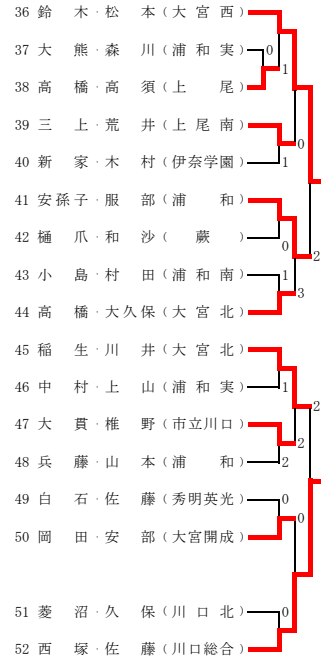 36 鈴 木・松 本（大 宮 西）
37 大 熊・森 川（浦 和 実） 0
1
38 高 橋・高 須（上 尾）
39 三 上・荒 井（上 尾 南）
0
40 新 家・木 村（伊奈学園） 1
41 安孫子・服 部（浦 和）
42 樋 爪・和 沙（ 蕨 ） 0
2
43 小 島・村 田（浦 和 南） 1
3
44 高 橋・大久保（大 宮 北）
45 稲 生・川 井（大 宮 北）
46 中 村・上 山（浦 和 実） 1
2
47 大 貫・椎 野（市立川口）
2
48 兵 藤・山 本（浦 和） 2
49 白 石・佐 藤（秀明英光） 0
0
50 岡 田・安 部（大宮開成）
51 菱 沼・久 保（川 口 北） 0
52 西 塚・佐 藤（川口総合）